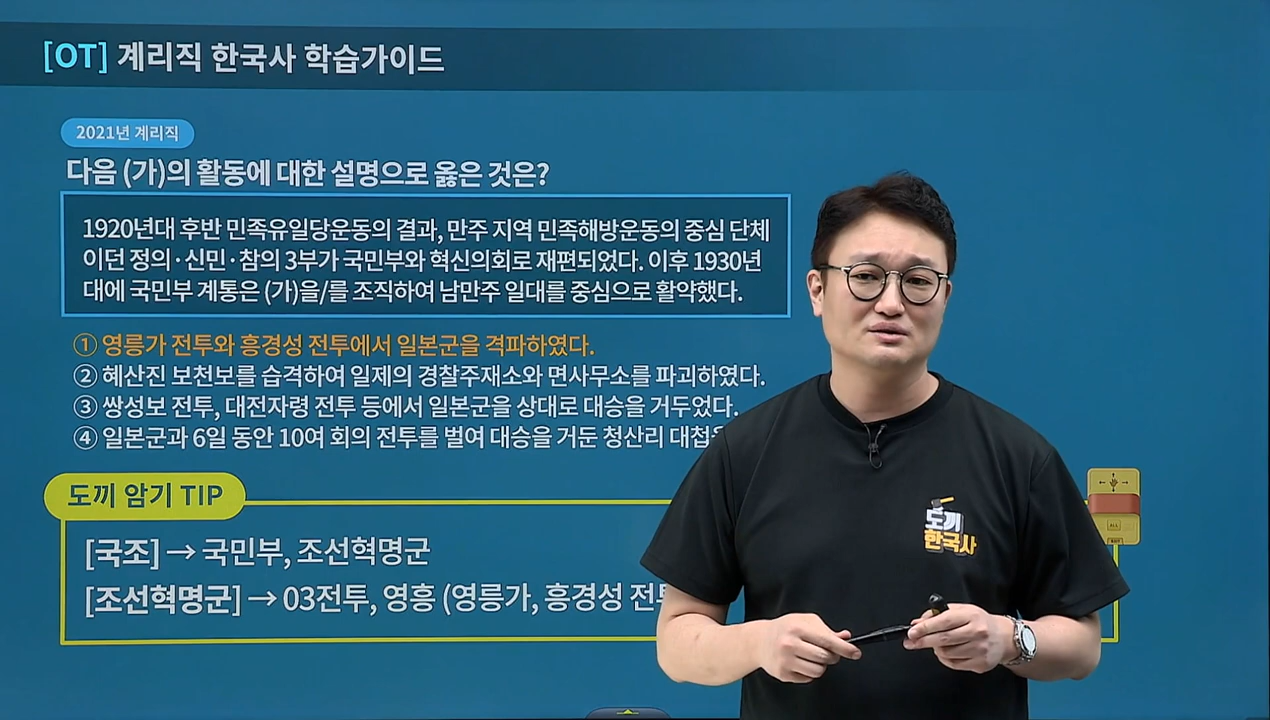 [OT] 계리직 한국사 학습가이드
2021년 계리직
다음 (가)의 활동에 대한 설명으로 옳은 것은?
1920년대 후반 민족유일당운동의 결과, 만주 지역 민족해방운동의 중심 단체
이던 정의·신민·참의 3부가 국민부와 혁신의회로 재편되었다. 이후 1930년
대에 국민부 계통은 (가)을/를 조직하여 남만주 일대를 중심으로 활약했다.
① 영릉가 전투와 흥경성 전투에서 일본군을 격파하였다.
② 혜산진 보천보를 습격하여 일제의 경찰주재소와 면사무소를 파괴하였다.
③ 쌍성보 전투, 대전자령 전투 등에서 일본군을 상대로 대승을 거두었다.
④ 일본군과 6일 동안 10여 회의 전투를 벌여 대승을 거둔 청산리 대첩
도끼 암기 TIP
[국조] → 국민부, 조선혁명군
[조선혁명군] → 03전투, 영흥 (영릉가, 흥경성 전
도끼
한국사
ALL